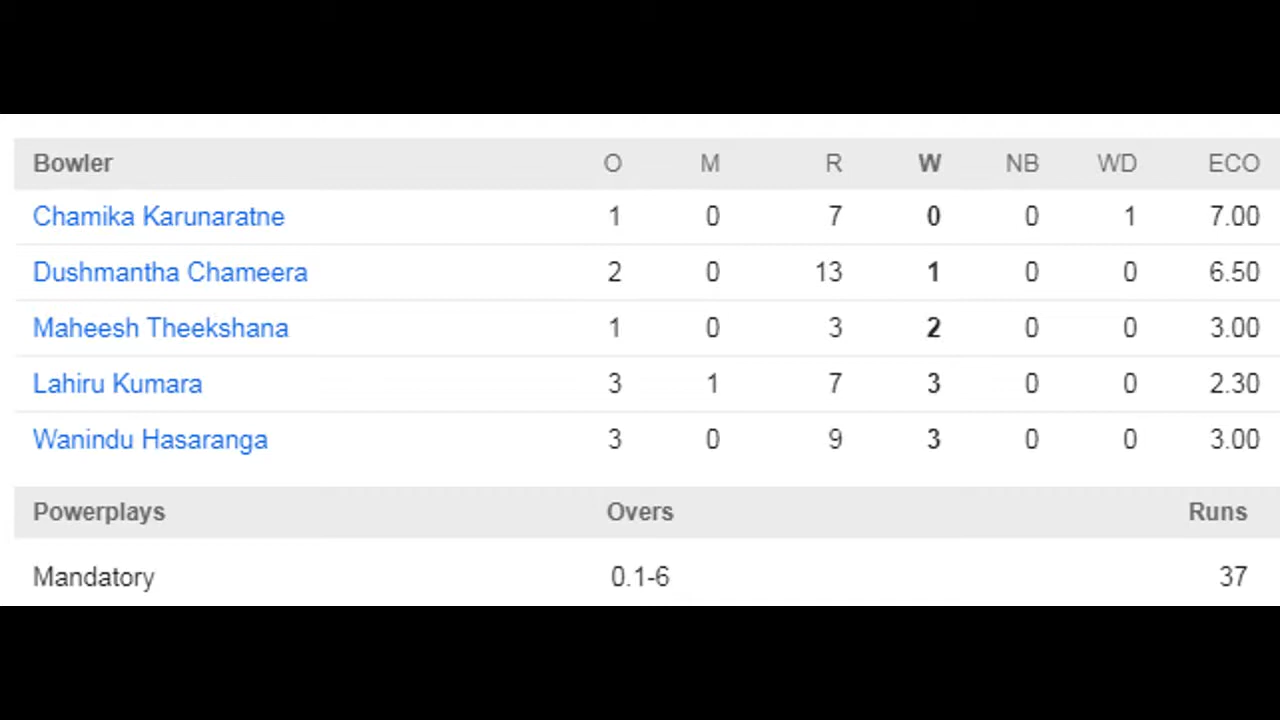 Bowler O M R W NB WD ECO
Chamika Karunaratne 1 0 7 0 0 1 7.00
Dushmantha Chameera 2 0 13 1 0 0 6.50
Maheesh Theekshana 1 0 3 2 0 0 3.00
Lahiru Kumara 3 1 7 3 0 0 2.30
Wanindu Hasaranga 3 0 9 3 0 0 3.00
Powerplays Overs Runs
Mandatory 0.1-6 37